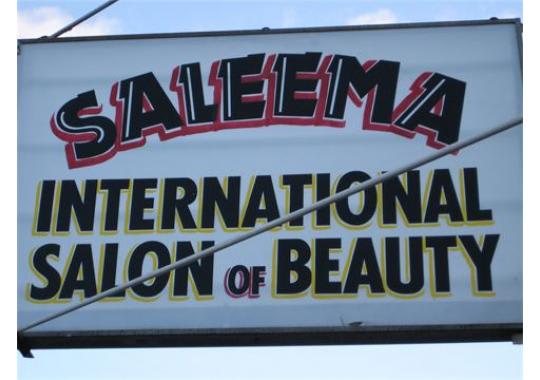 SALEEMA
INTERNATIONAL
SALON OF BEAUTY